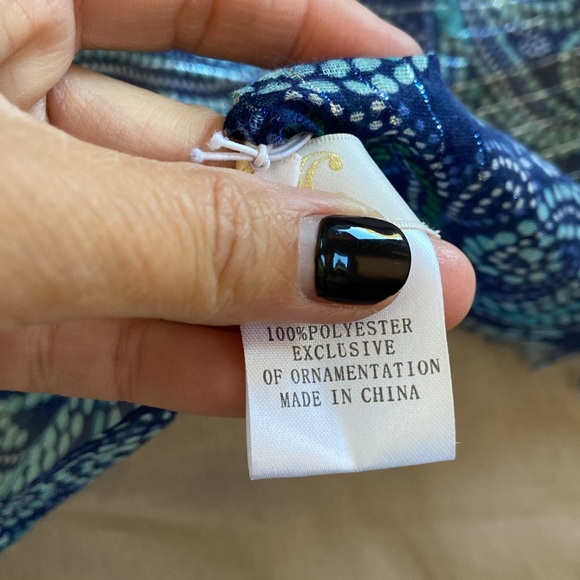 100%POLYESTER
EXCLUSIVE
OF ORNAMENTATION
MADE IN CHINA